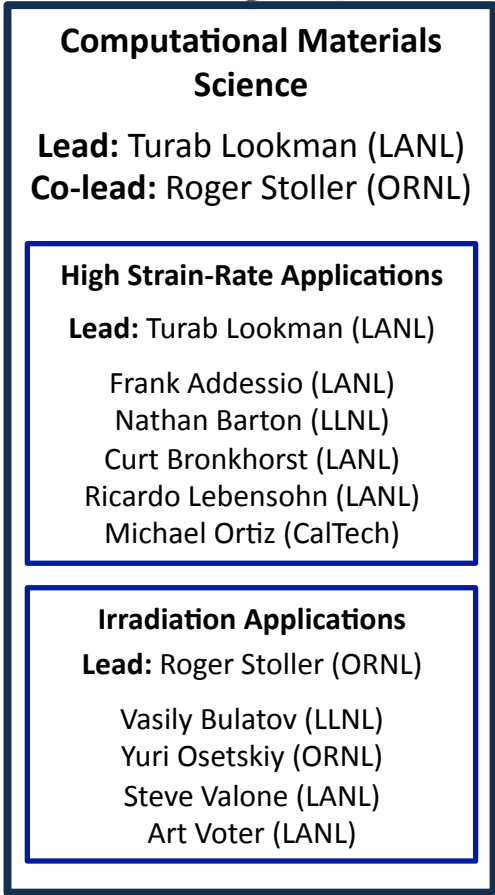 Computational Materials
Science
Lead: Turab Lookman (LANL)
Co-lead: Roger Stoller (ORNL)
High Strain-Rate Applications
Lead: Turab Lookman (LANL)
Frank Addessio (LANL)
Nathan Barton (LLNL)
Curt Bronkhorst (LANL)
Ricardo Lebensohn (LANL)
Michael Ortiz (CalTech)
Irradiation Applications
Lead: Roger Stoller (ORNL)
Vasily Bulatov (LLNL)
Yuri Osetskiy (ORNL)
Steve Valone (LANL)
Art Voter (LANL)